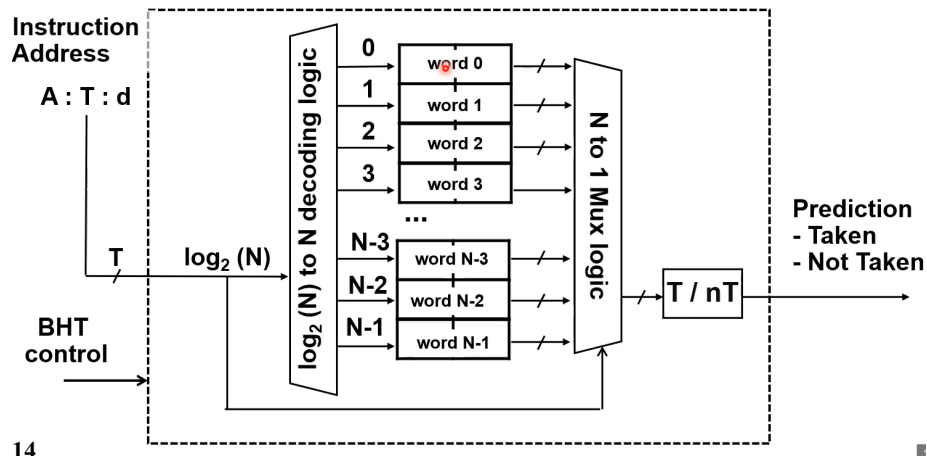 Instruction
Address
A : T : d
T
log₂ (N)
BHT
control
log₂ (N) to N decoding logic
0
1
2
3
...
N-3
N-2
N-1
word 0
word 1
word 2
word 3
word N-3
word N-2
word N-1
N to 1 Mux logic
T / nT
Prediction
- Taken
- Not Taken
14